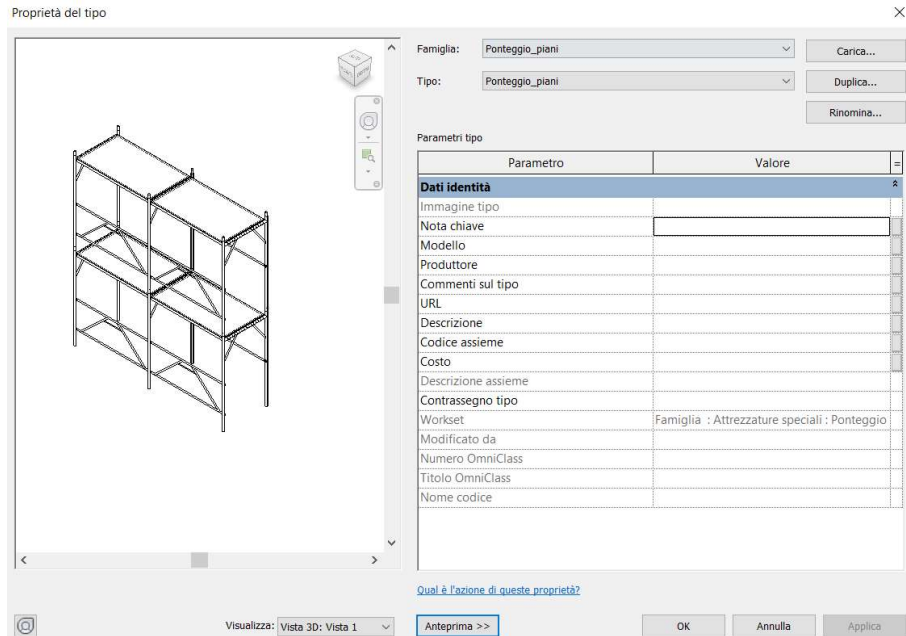 Proprietà del tipo
Famiglia: Ponteggio_piani
Carica...
Tipo: Ponteggio_piani
Duplica...
Rinomina...
Parametri tipo
Parametro Valore =
Dati identità
Immagine tipo
Nota chiave
Modello
Produttore
Commenti sul tipo
URL
Descrizione
Codice assieme
Costo
Descrizione assieme
Contrassegno tipo
Workset Famiglia : Attrezzature speciali : Ponteggio
Modificato da
Numero OmniClass
Titolo OmniClass
Nome codice
Qual è l'azione di queste proprietà?
Visualizza: Vista 3D: Vista 1
Anteprima >>
OK
Annulla
Applica